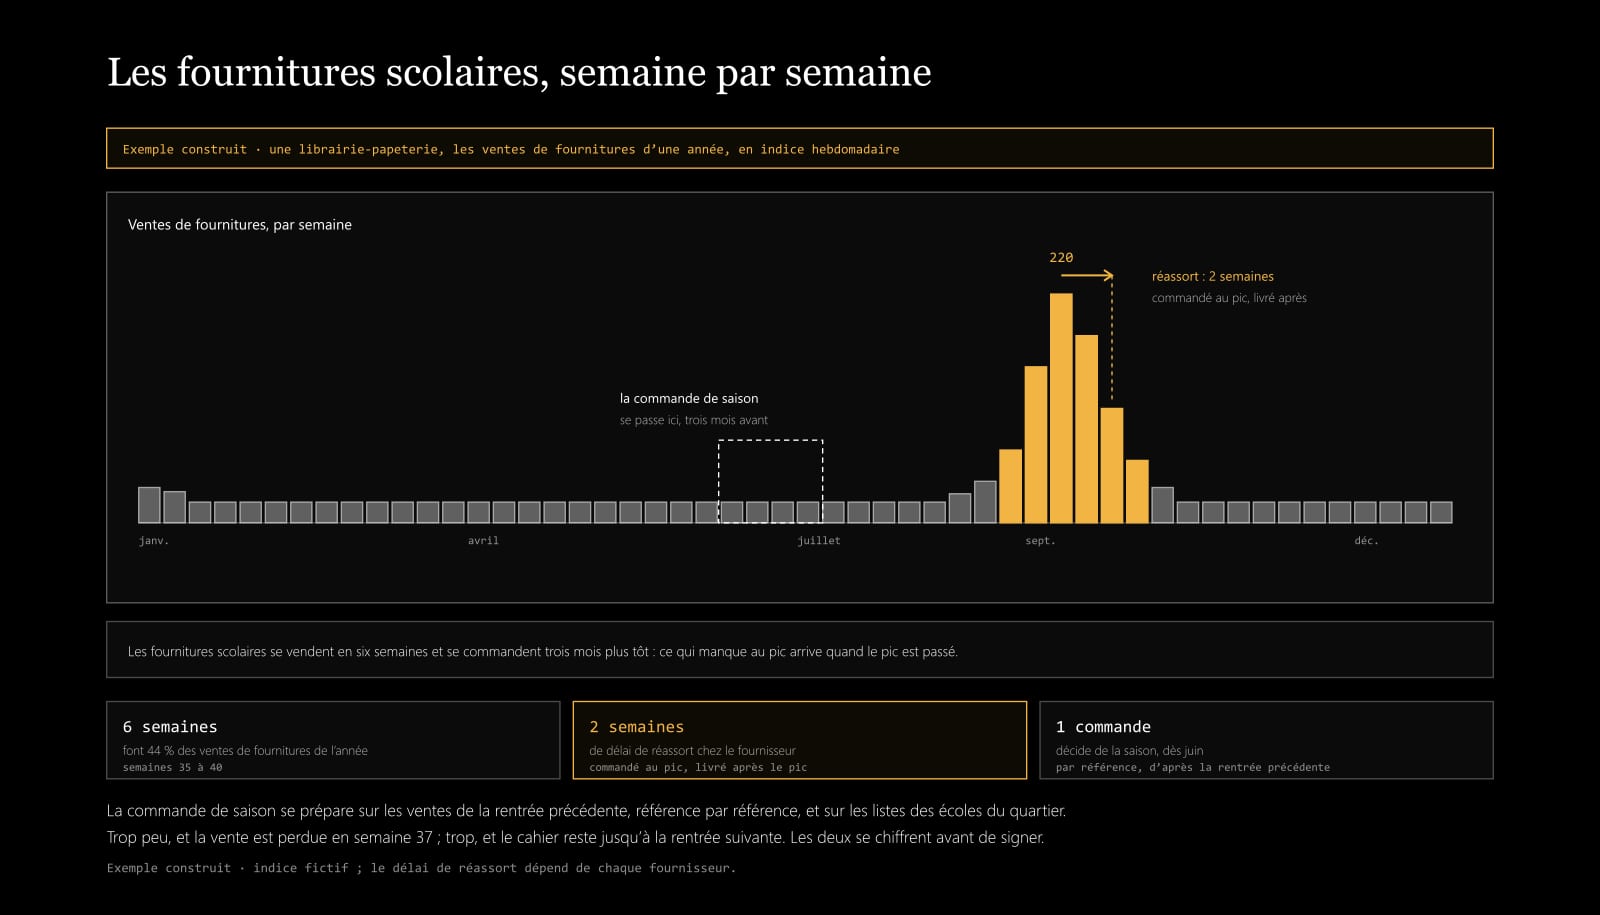 Les fournitures scolaires, semaine par semaine
Exemple construit · une librairie-papeterie, les ventes de fournitures d’une année, en indice hebdomadaire
Ventes de fournitures, par semaine
220
réassort : 2 semaines
commandé au pic, livré après
la commande de saison
se passe ici, trois mois avant
janv.
avril
juillet
sept.
déc.
Les fournitures scolaires se vendent en six semaines et se commandent trois mois plus tôt : ce qui manque au pic arrive quand le pic est passé.
6 semaines
font 44 % des ventes de fournitures de l’année
semaines 35 à 40
2 semaines
de délai de réassort chez le fournisseur
commandé au pic, livré après le pic
1 commande
décide de la saison, dès juin
par référence, d’après la rentrée précédente
La commande de saison se prépare sur les ventes de la rentrée précédente, référence par référence, et sur les listes des écoles du quartier.
Trop peu, et la vente est perdue en semaine 37 ; trop, et le cahier reste jusqu’à la rentrée suivante. Les deux se chiffrent avant de signer.
Exemple construit · indice fictif ; le délai de réassort dépend de chaque fournisseur.